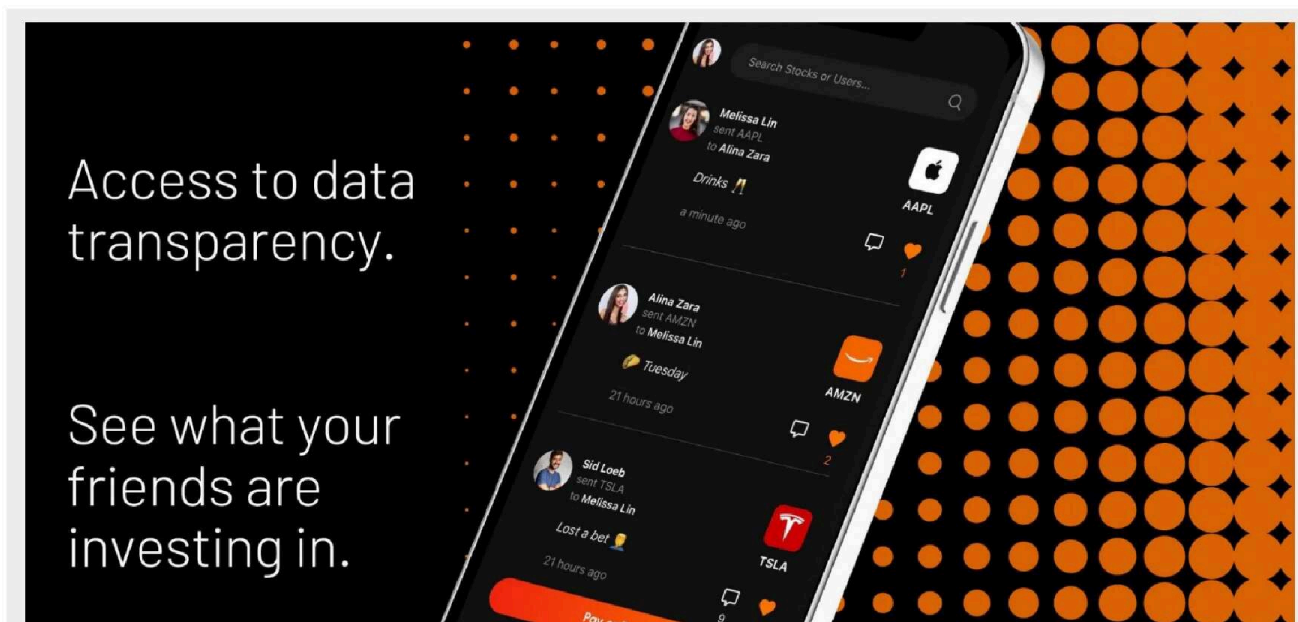 Access to data
transparency.
See what your
friends are
investing in.
Search Stocks or Users...
Melissa Lin
sent AAPL
to Alina Zara
Drinks 🥂
a minute ago
AAPL
1
Alina Zara
sent AMZN
to Melissa Lin
🌮 Tuesday
21 hours ago
AMZN
2
Sid Loeb
sent TSLA
to Melissa Lin
Lost a bet 🤦‍♂️
21 hours ago
TSLA
9
Pay